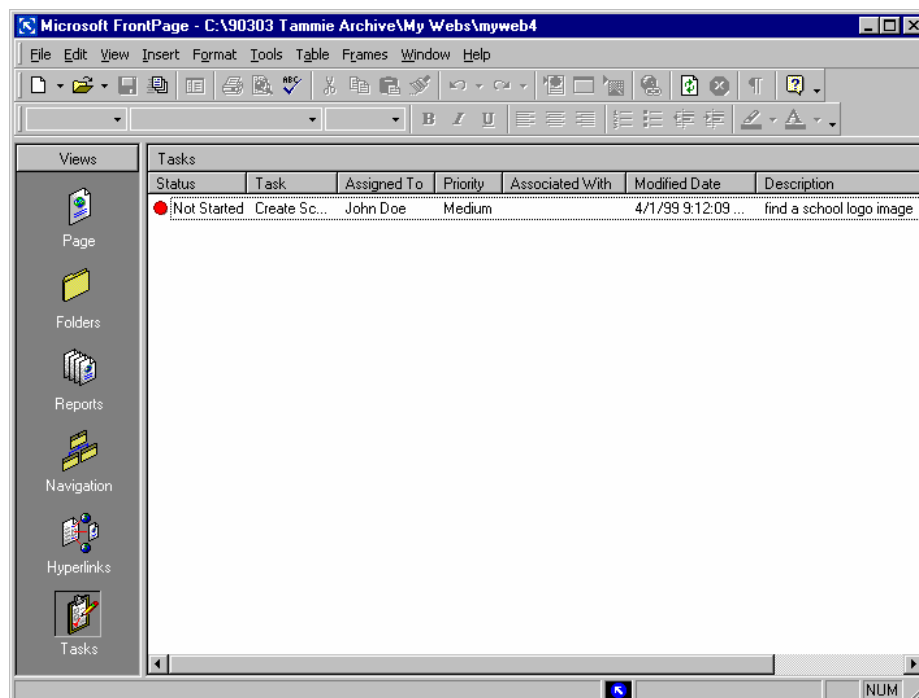 Microsoft FrontPage - C:\90303 Tammie Archive\My Webs\myweb4
File Edit View Insert Format Tools Table Frames Window Help
ABC
B I U A
Views
Tasks
Status Task Assigned To Priority Associated With Modified Date Description
Not Started Create Sc... John Doe Medium 4/1/99 9:12:09 ... find a school logo image
Page
Folders
Reports
Navigation
Hyperlinks
Tasks
NUM